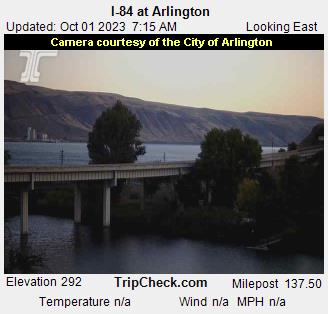 I-84 at Arlington
Updated: Oct 01 2023 7:15 AM Looking East
Camera courtesy of the City of Arlington
Elevation 292 TripCheck.com Milepost 137.50
Temperature n/a Wind n/a MPH n/a